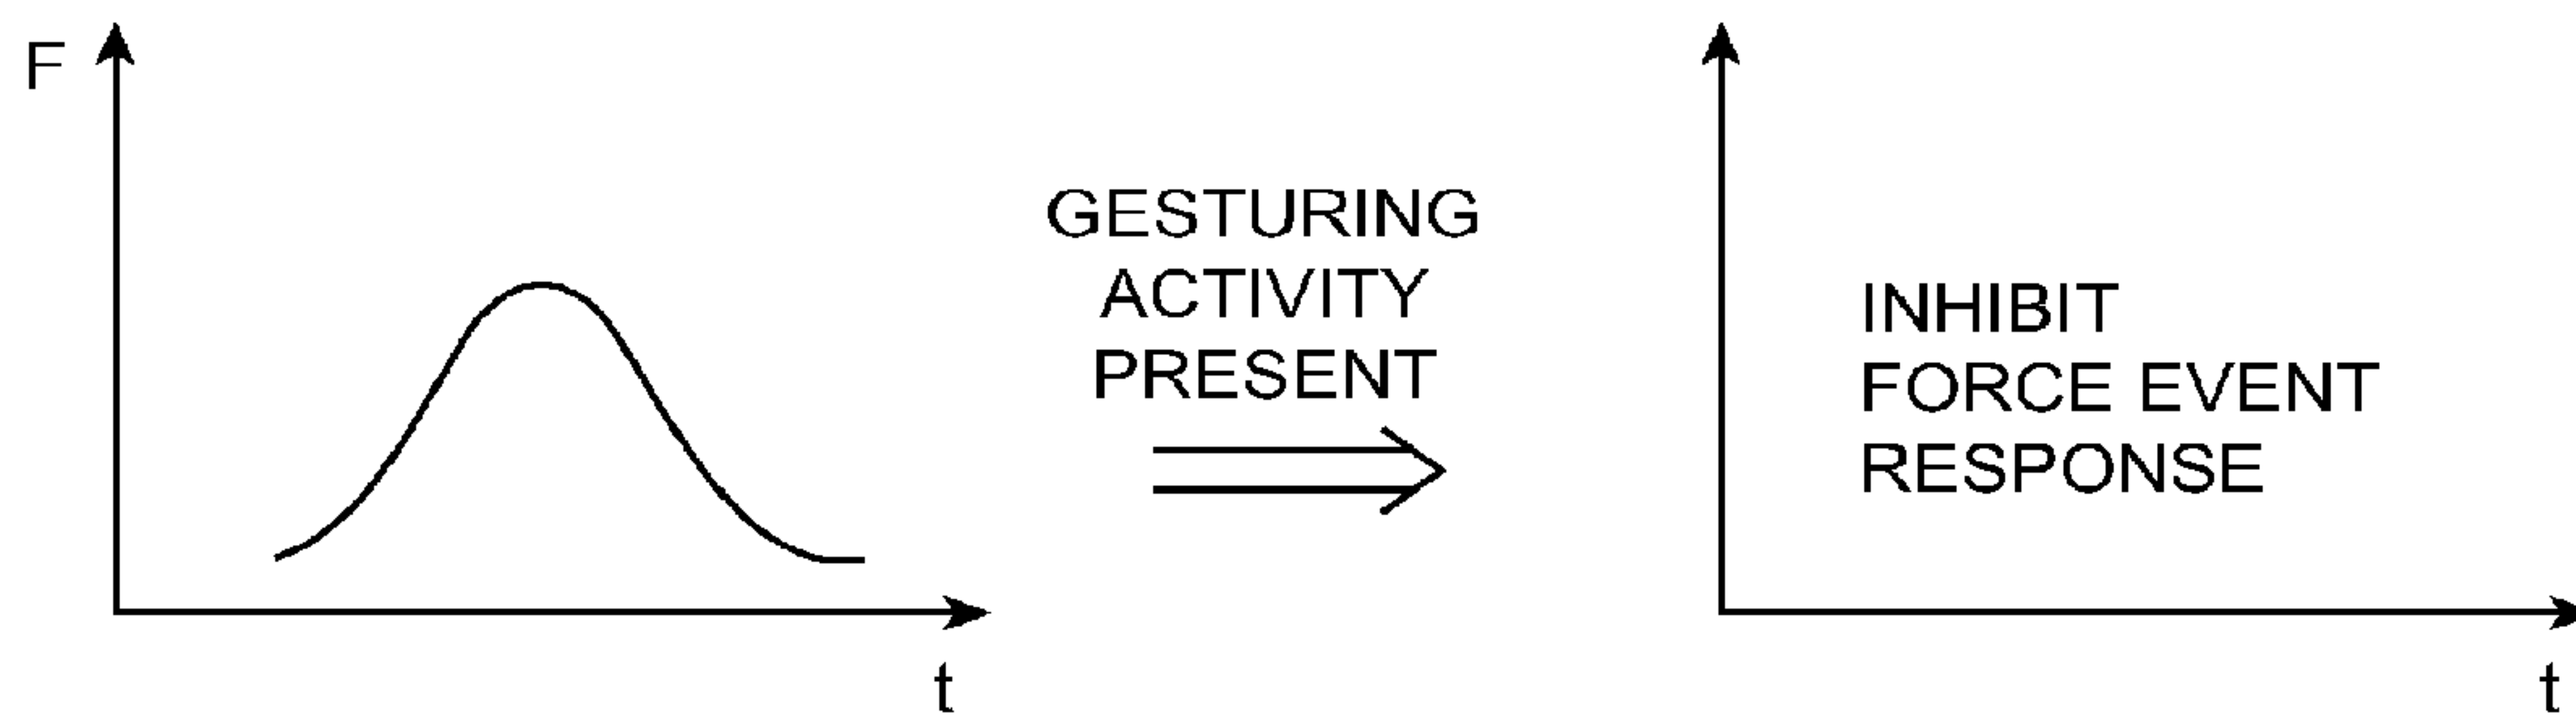 F
GESTURING
ACTIVITY
PRESENT
t
INHIBIT
FORCE EVENT
RESPONSE
t